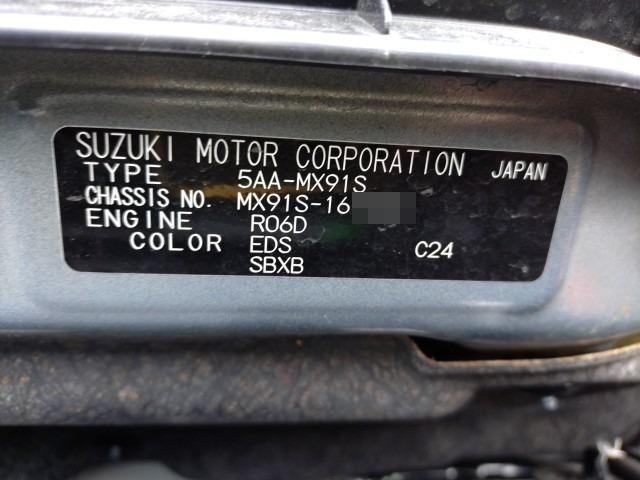 SUZUKI MOTOR CORPORATION JAPAN
TYPE 5AA-MX91S
CHASSIS NO. MX91S-16
ENGINE R06D
COLOR EDS C24
SBXB